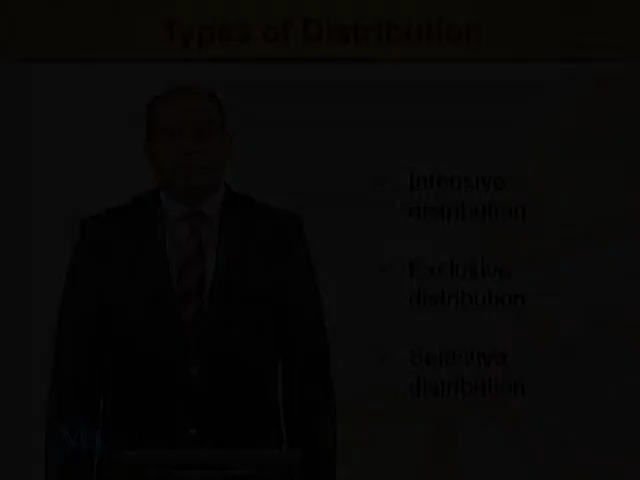 Types of Distribution
Intensive
distribution
Exclusive
distribution
Selective
distribution